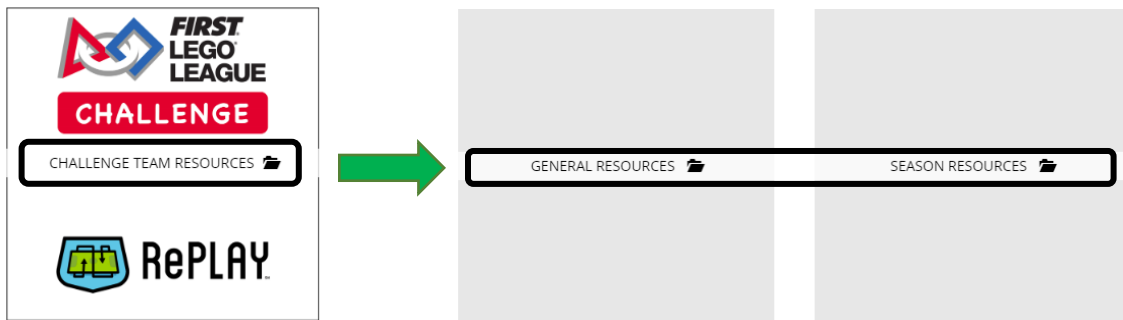 FIRST
LEGO
LEAGUE
CHALLENGE
CHALLENGE TEAM RESOURCES
RePLAY
GENERAL RESOURCES
SEASON RESOURCES